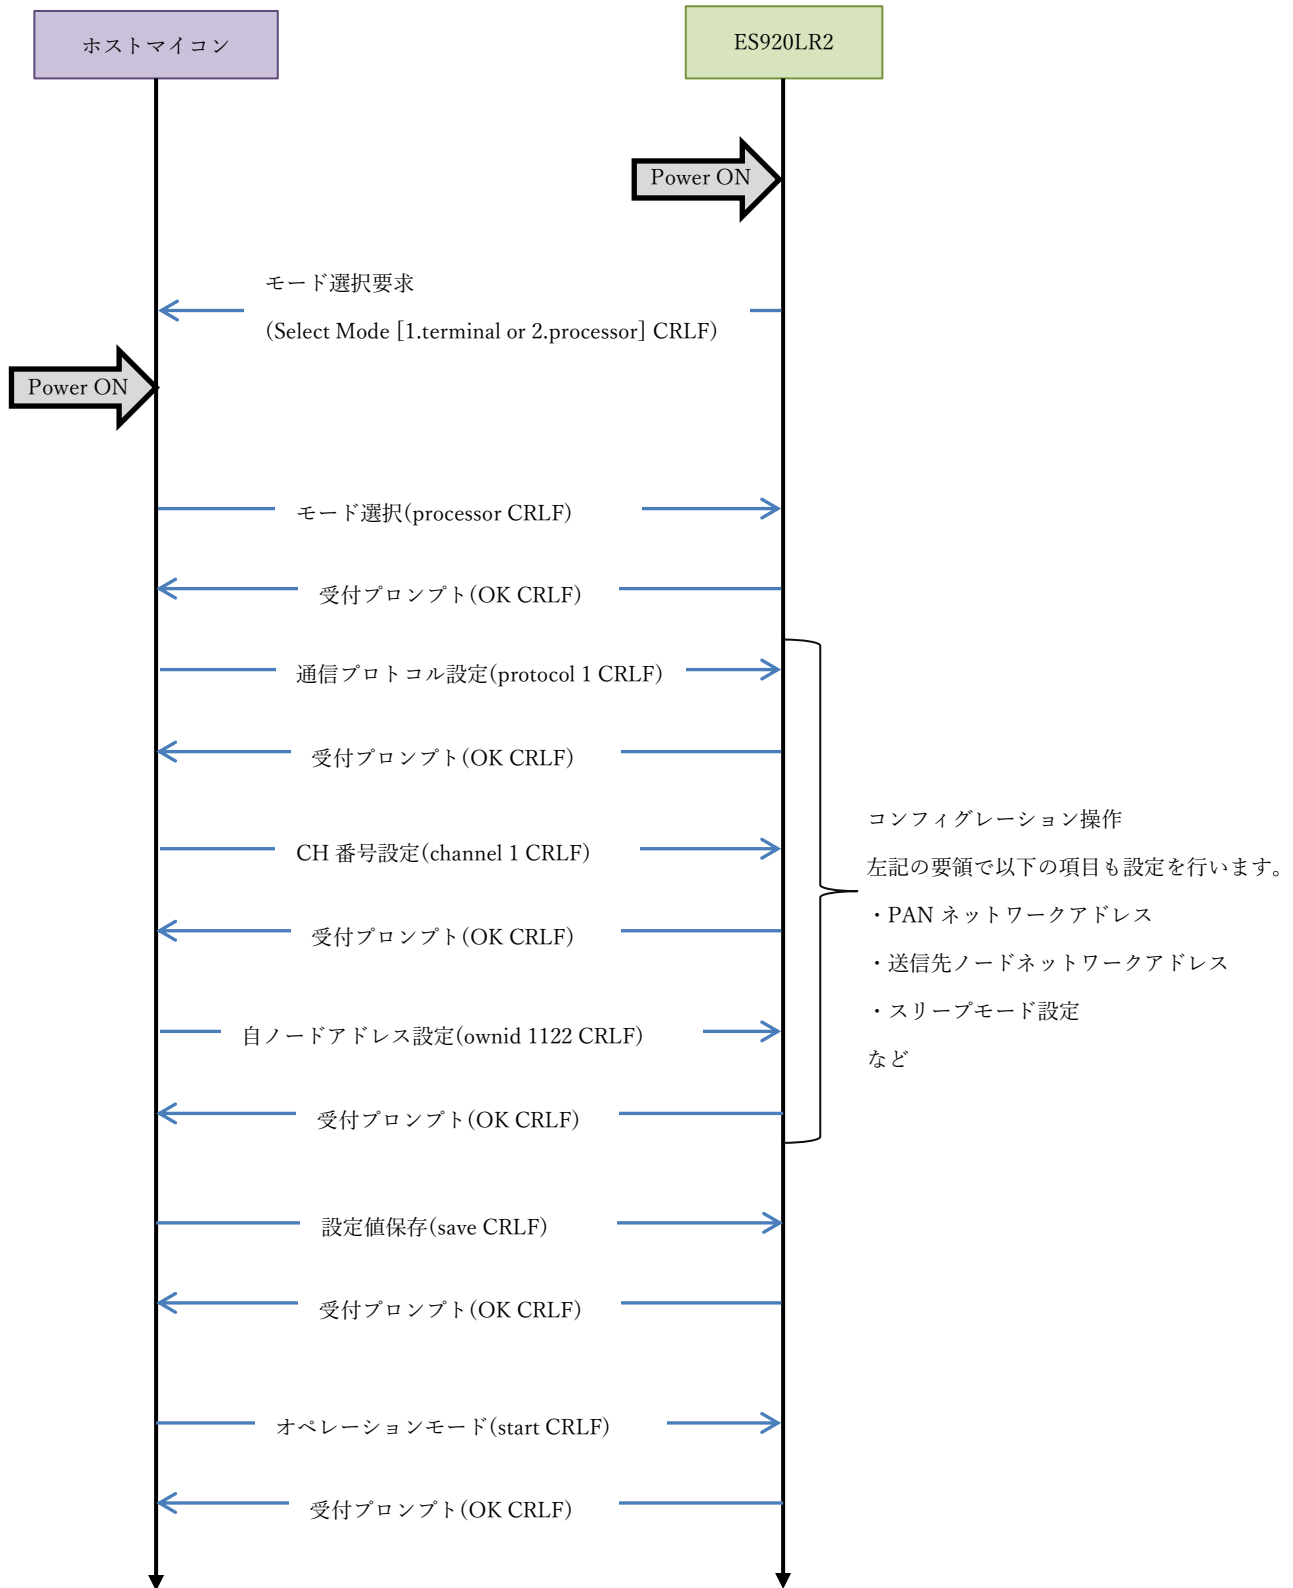 ホストマイコン
ES920LR2
Power ON
モード選択要求
(Select Mode [1.terminal or 2.processor] CRLF)
Power ON
モード選択(processor CRLF)
受付プロンプト(OK CRLF)
通信プロトコル設定(protocol 1 CRLF)
受付プロンプト(OK CRLF)
CH 番号設定(channel 1 CRLF)
受付プロンプト(OK CRLF)
自ノードアドレス設定(ownid 1122 CRLF)
受付プロンプト(OK CRLF)
コンフィグレーション操作
左記の要領で以下の項目も設定を行います。
・PAN ネットワークアドレス
・送信先ノードネットワークアドレス
・スリープモード設定
など
設定値保存(save CRLF)
受付プロンプト(OK CRLF)
オペレーションモード(start CRLF)
受付プロンプト(OK CRLF)